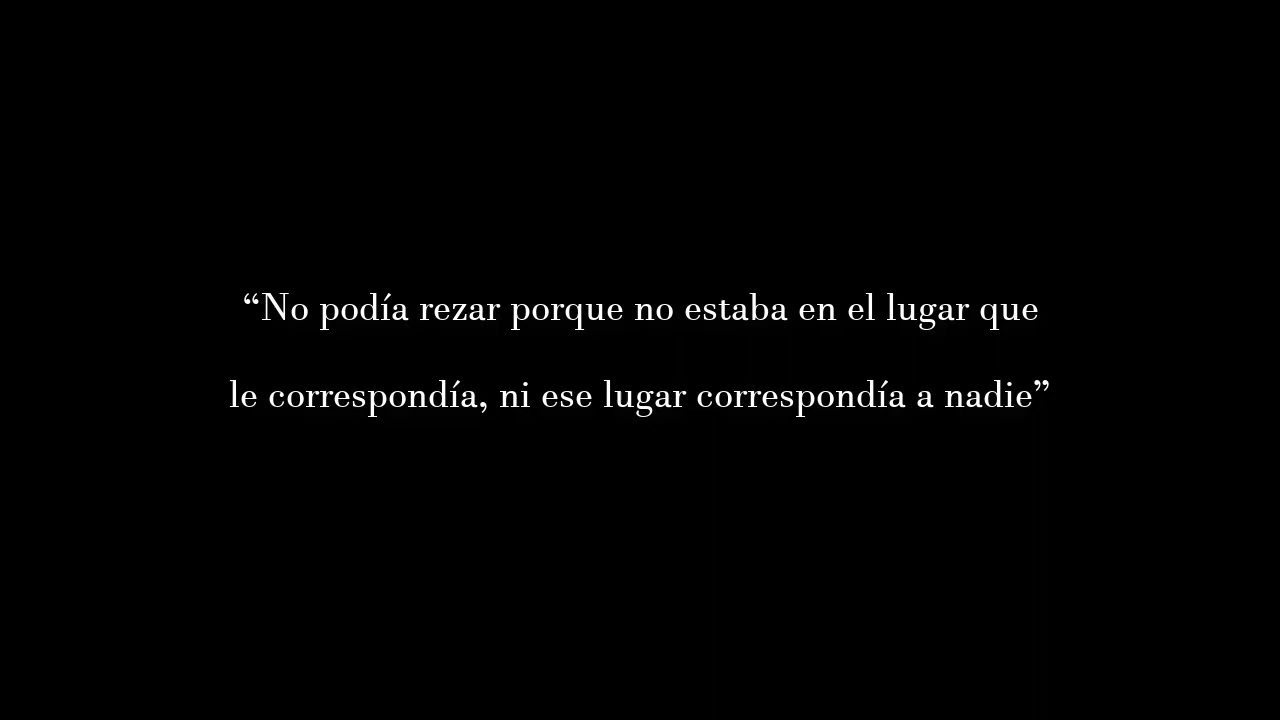 “No podía rezar porque no estaba en el lugar que
le correspondía, ni ese lugar correspondía a nadie”